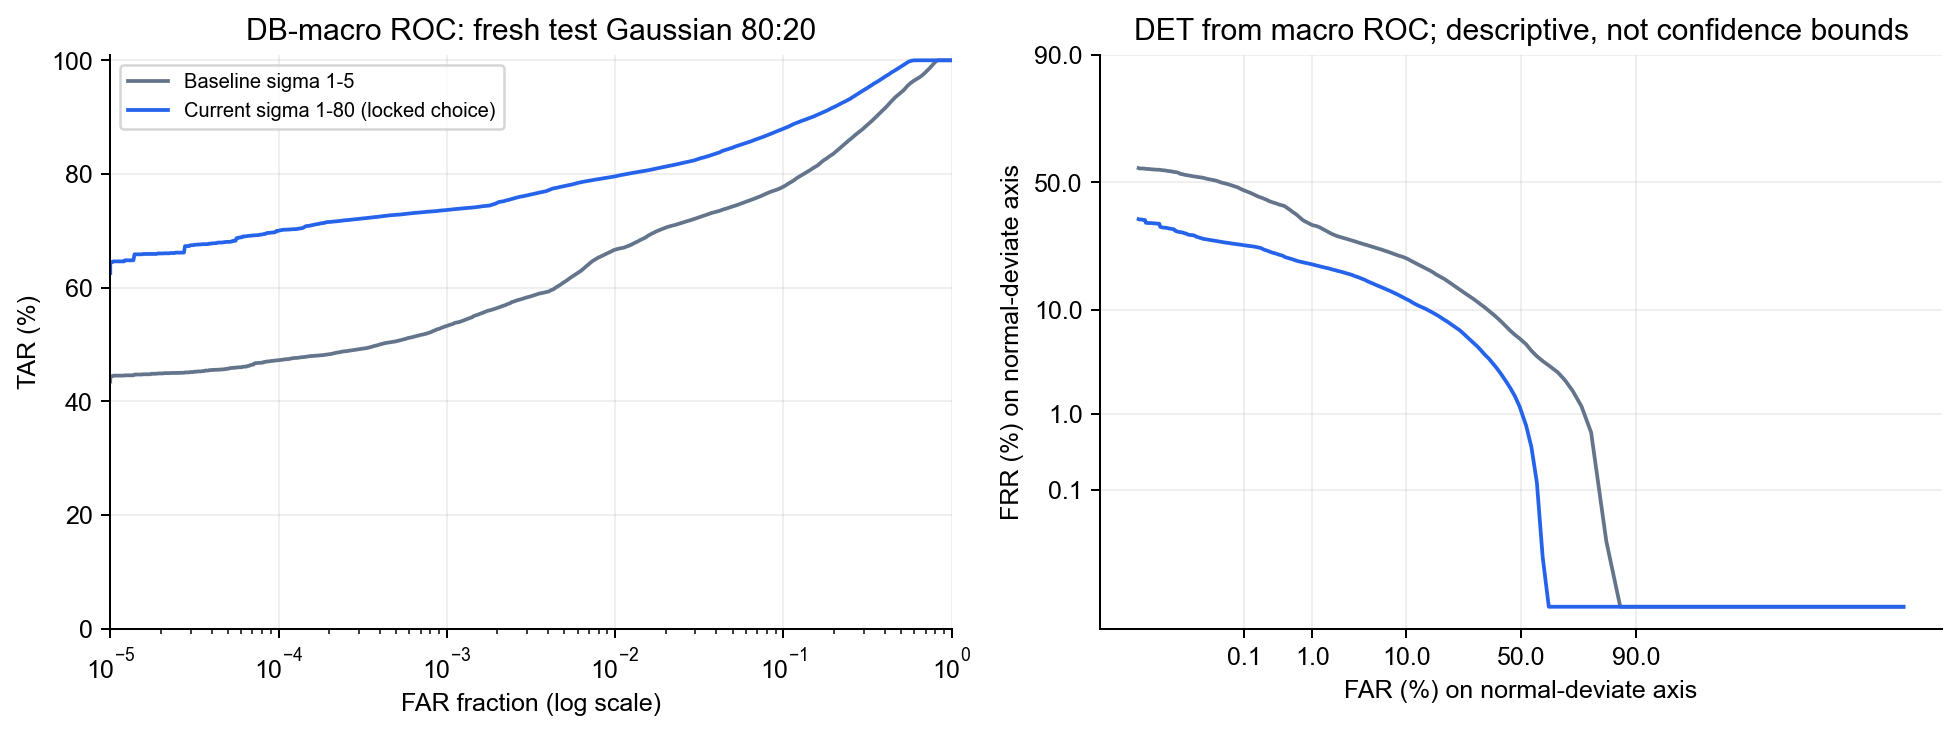 DB-macro ROC: fresh test Gaussian 80:20
Baseline sigma 1-5
Current sigma 1-80 (locked choice)
TAR (%)
100
80
60
40
20
0
10^−5
10^−4
10^−3
10^−2
10^−1
10^0
FAR fraction (log scale)
DET from macro ROC; descriptive, not confidence bounds
FRR (%) on normal-deviate axis
90.0
50.0
10.0
1.0
0.1
0.1
1.0
10.0
50.0
90.0
FAR (%) on normal-deviate axis